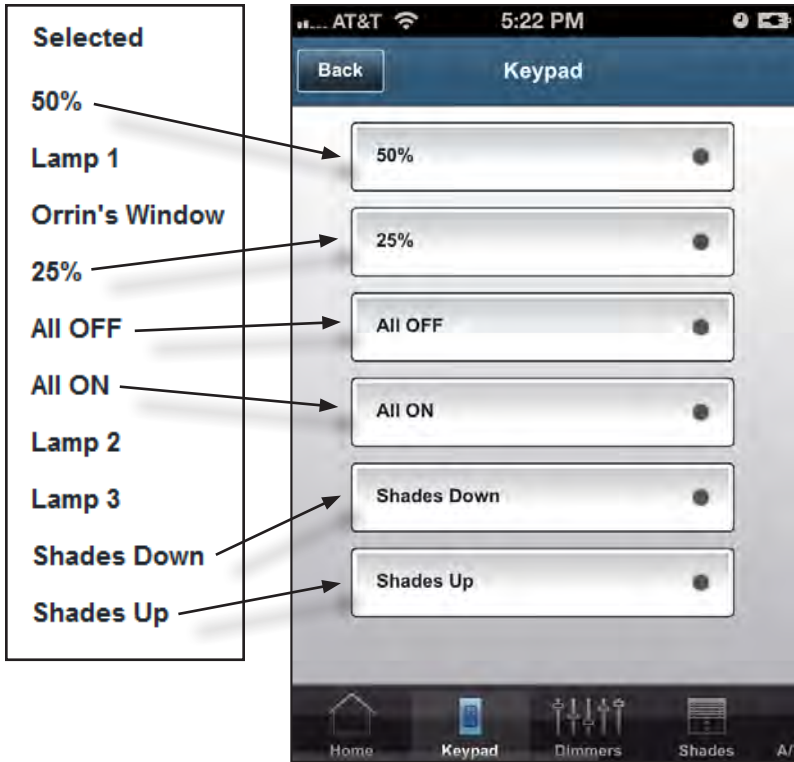 Selected
50%
Lamp 1
Orrin's Window
25%
All OFF
All ON
Lamp 2
Lamp 3
Shades Down
Shades Up
AT&T 5:22 PM
Back Keypad
50%
25%
All OFF
All ON
Shades Down
Shades Up
Home Keypad Dimmers Shades A/